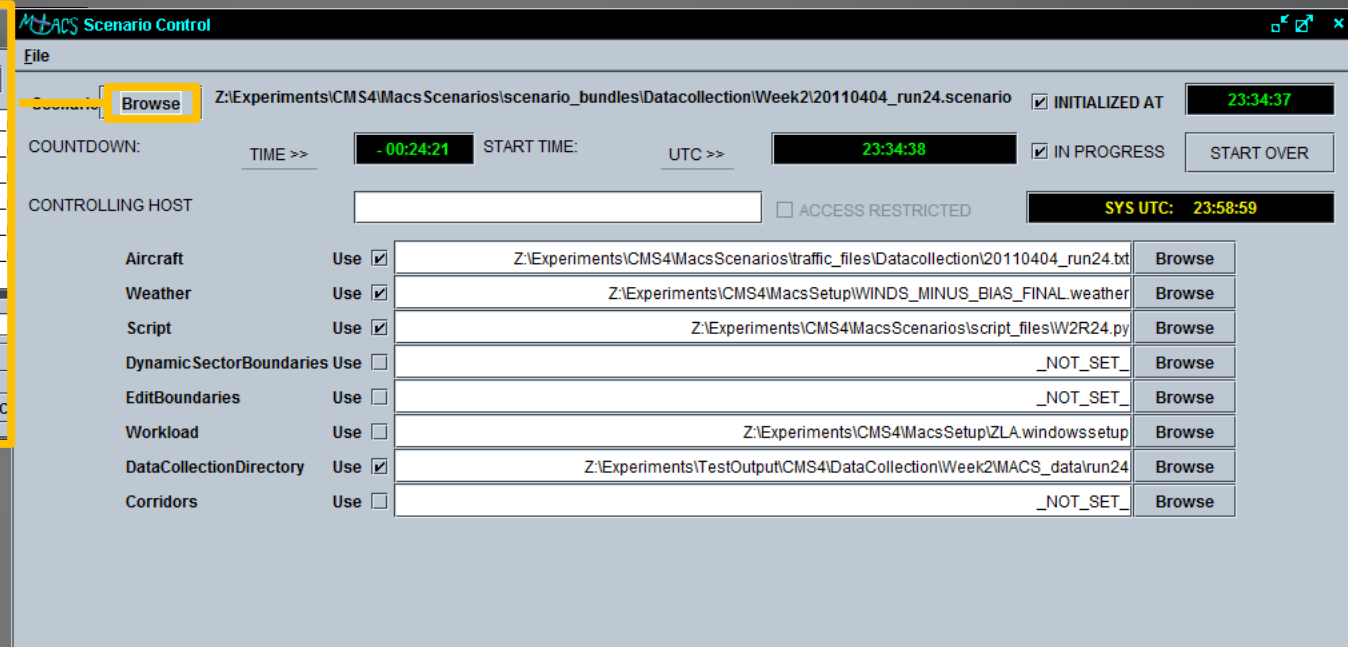 MACS Scenario Control
File
Scenario Browse Z:\Experiments\CMS4\MacsScenarios\scenario_bundles\Datacollection\Week2\20110404_run24.scenario INITIALIZED AT 23:34:37
COUNTDOWN: TIME >> - 00:24:21 START TIME: UTC >> 23:34:38 IN PROGRESS START OVER
CONTROLLING HOST ACCESS RESTRICTED SYS UTC: 23:58:59
Aircraft Use Z:\Experiments\CMS4\MacsScenarios\traffic_files\Datacollection\20110404_run24.txt Browse
Weather Use Z:\Experiments\CMS4\MacsSetup\WINDS_MINUS_BIAS_FINAL.weather Browse
Script Use Z:\Experiments\CMS4\MacsScenarios\script_files\W2R24.py Browse
DynamicSectorBoundaries Use _NOT_SET_ Browse
EditBoundaries Use _NOT_SET_ Browse
Workload Use Z:\Experiments\CMS4\MacsSetup\ZLA.windowssetup Browse
DataCollectionDirectory Use Z:\Experiments\TestOutput\CMS4\DataCollection\Week2\MACS_data\run24 Browse
Corridors Use _NOT_SET_ Browse